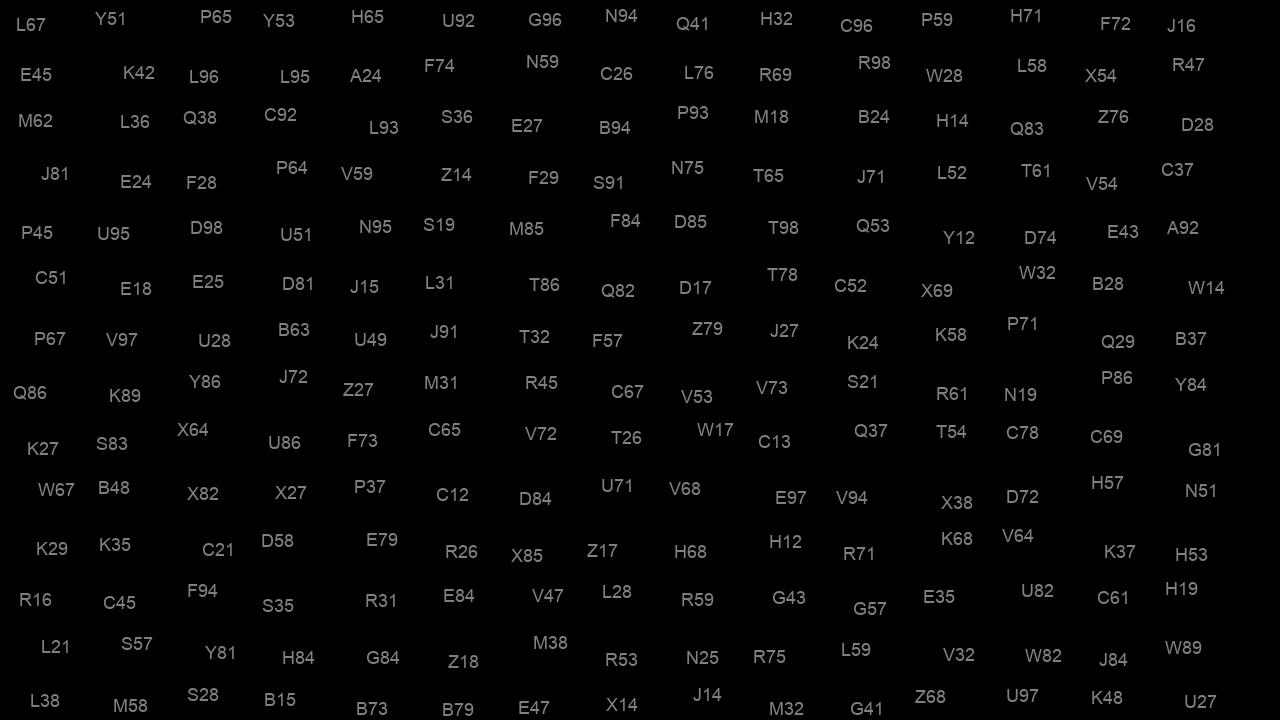 L67 Y51 P65 Y53 H65 U92 G96 N94 Q41 H32 C96 P59 H71 F72 J16
E45 K42 L96 L95 A24 F74 N59 C26 L76 R69 R98 W28 L58 X54 R47
M62 L36 Q38 C92 L93 S36 E27 B94 P93 M18 B24 H14 Q83 Z76 D28
J81 E24 F28 P64 V59 Z14 F29 S91 N75 T65 J71 L52 T61 V54 C37
P45 U95 D98 U51 N95 S19 M85 F84 D85 T98 Q53 Y12 D74 E43 A92
C51 E18 E25 D81 J15 L31 T86 Q82 D17 T78 C52 X69 W32 B28 W14
P67 V97 U28 B63 U49 J91 T32 F57 Z79 J27 K24 K58 P71 Q29 B37
Q86 K89 Y86 J72 Z27 M31 R45 C67 V53 V73 S21 R61 N19 P86 Y84
K27 S83 X64 U86 F73 C65 V72 T26 W17 C13 Q37 T54 C78 C69 G81
W67 B48 X82 X27 P37 C12 D84 U71 V68 E97 V94 X38 D72 H57 N51
K29 K35 C21 D58 E79 R26 X85 Z17 H68 H12 R71 K68 V64 K37 H53
R16 C45 F94 S35 R31 E84 V47 L28 R59 G43 G57 E35 U82 C61 H19
L21 S57 Y81 H84 G84 Z18 M38 R53 N25 R75 L59 V32 W82 J84 W89
L38 M58 S28 B15 B73 B79 E47 X14 J14 M32 G41 Z68 U97 K48 U27